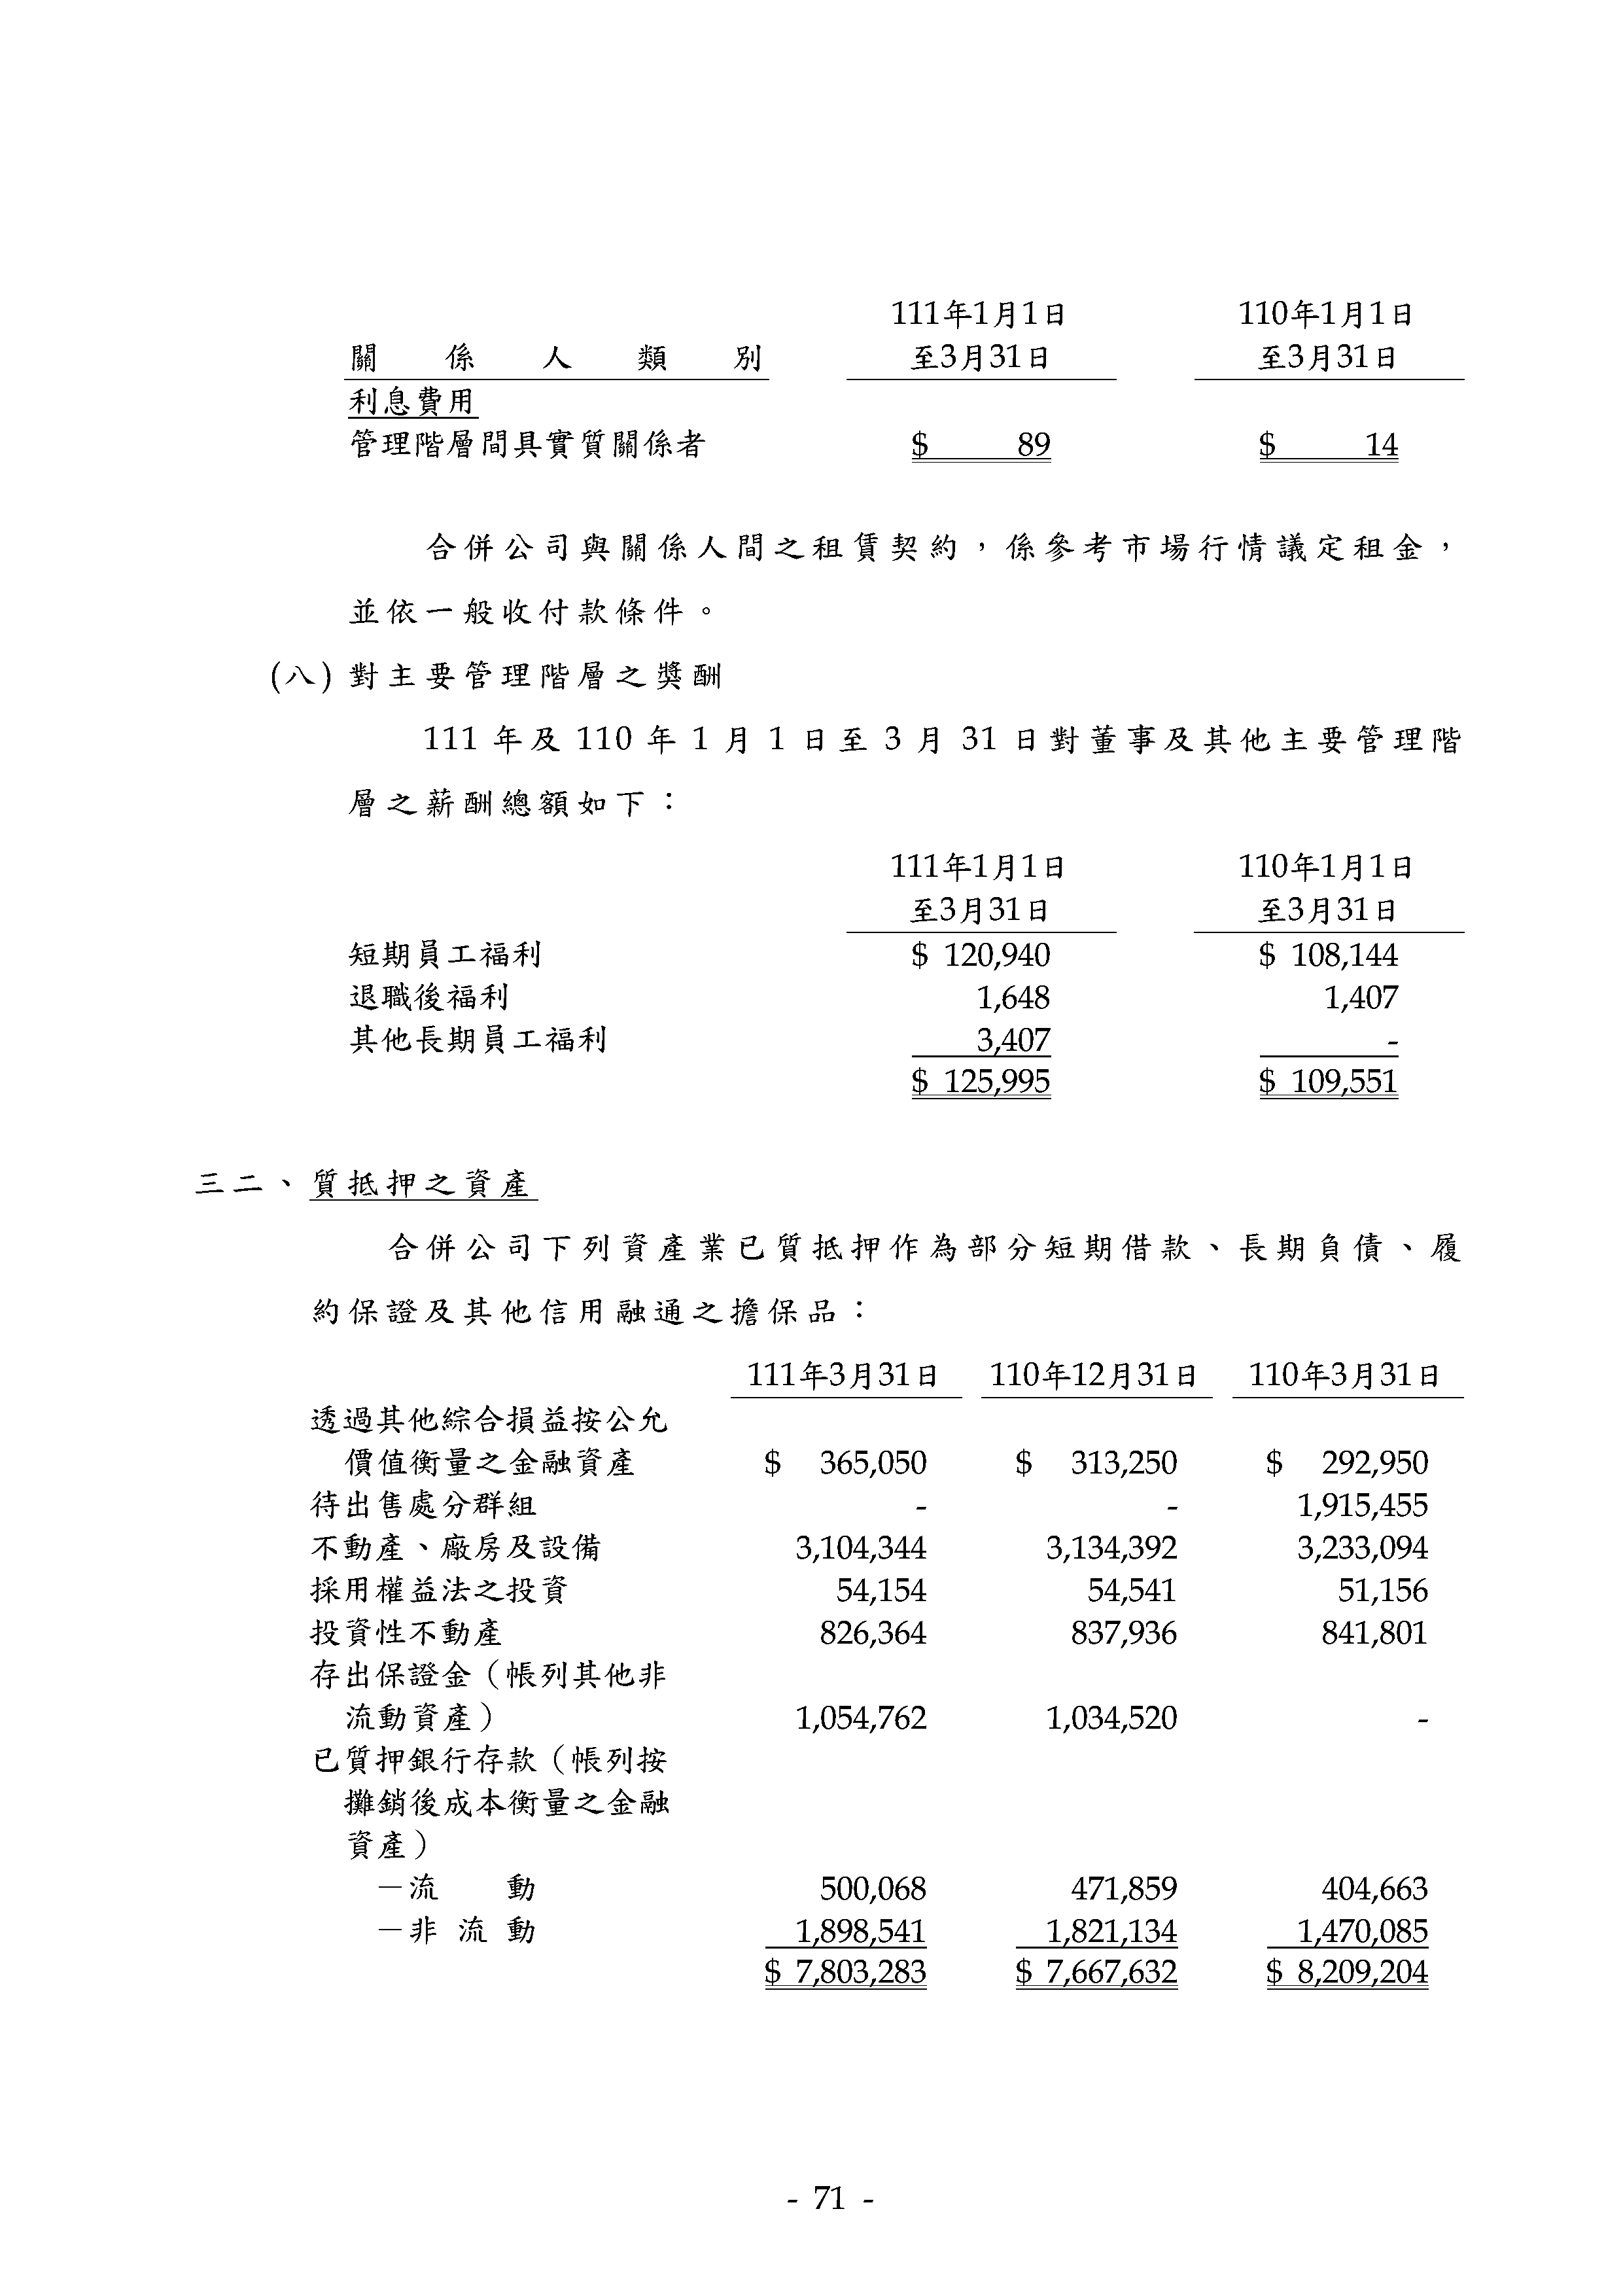 111年1月1日 110年1月1日
關係人類別 至3月31日 至3月31日
利息費用
管理階層間具實質關係者 $ 89 $ 14
合併公司與關係人間之租賃契約，係參考市場行情議定租金，
並依一般收付款條件。
(八) 對主要管理階層之獎酬
111 年及 110 年 1 月 1 日至 3 月 31 日對董事及其他主要管理階
層之薪酬總額如下：
111年1月1日 110年1月1日
至3月31日 至3月31日
短期員工福利 $ 120,940 $ 108,144
退職後福利 1,648 1,407
其他長期員工福利 3,407 -
$ 125,995 $ 109,551
三二、質抵押之資產
合併公司下列資產業已質抵押作為部分短期借款、長期負債、履
約保證及其他信用融通之擔保品：
111年3月31日 110年12月31日 110年3月31日
透過其他綜合損益按公允
價值衡量之金融資產 $ 365,050 $ 313,250 $ 292,950
待出售處分群組 - - 1,915,455
不動產、廠房及設備 3,104,344 3,134,392 3,233,094
採用權益法之投資 54,154 54,541 51,156
投資性不動產 826,364 837,936 841,801
存出保證金（帳列其他非
流動資產） 1,054,762 1,034,520 -
已質押銀行存款（帳列按
攤銷後成本衡量之金融
資產）
－流動 500,068 471,859 404,663
－非流動 1,898,541 1,821,134 1,470,085
$ 7,803,283 $ 7,667,632 $ 8,209,204
- 71 -